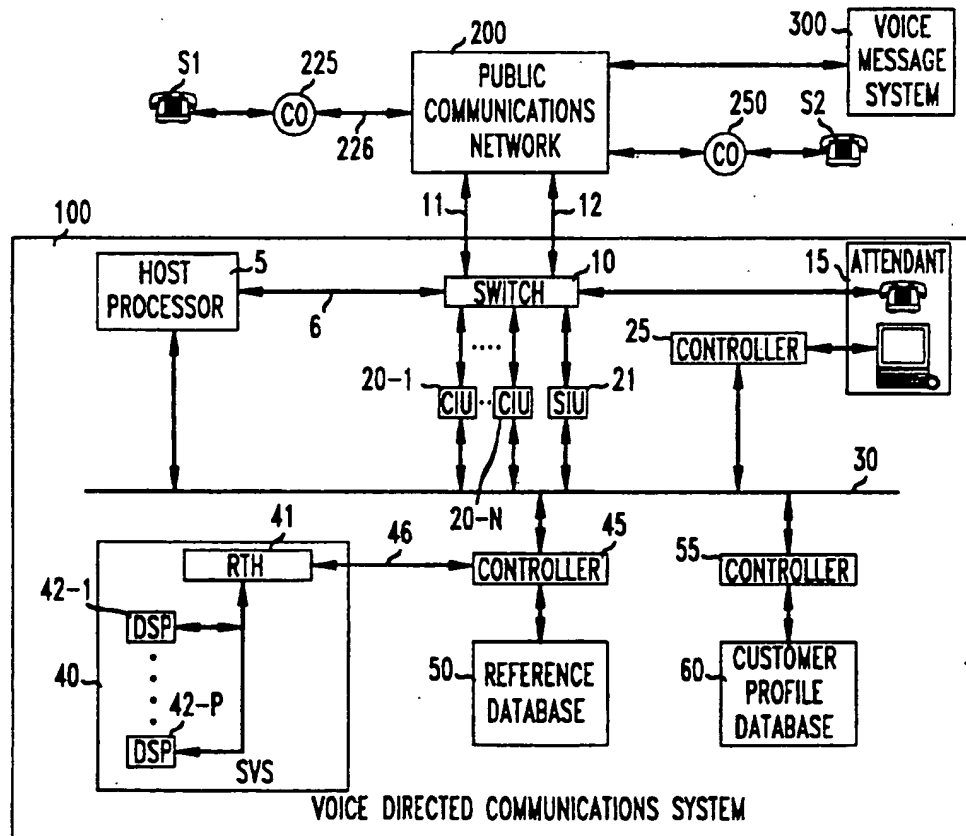 200
300
VOICE
MESSAGE
SYSTEM
S1
225
PUBLIC
COMMUNICATIONS
NETWORK
CO
226
250
S2
CO
11
12
100
HOST
PROCESSOR
5
6
10
SWITCH
15
ATTENDANT
25
CONTROLLER
....
20-1
CIU
..
CIU
21
SIU
20-N
30
41
RTH
46
45
CONTROLLER
55
CONTROLLER
42-1
DSP
40
42-P
DSP
SVS
50
REFERENCE
DATABASE
60
CUSTOMER
PROFILE
DATABASE
VOICE DIRECTED COMMUNICATIONS SYSTEM